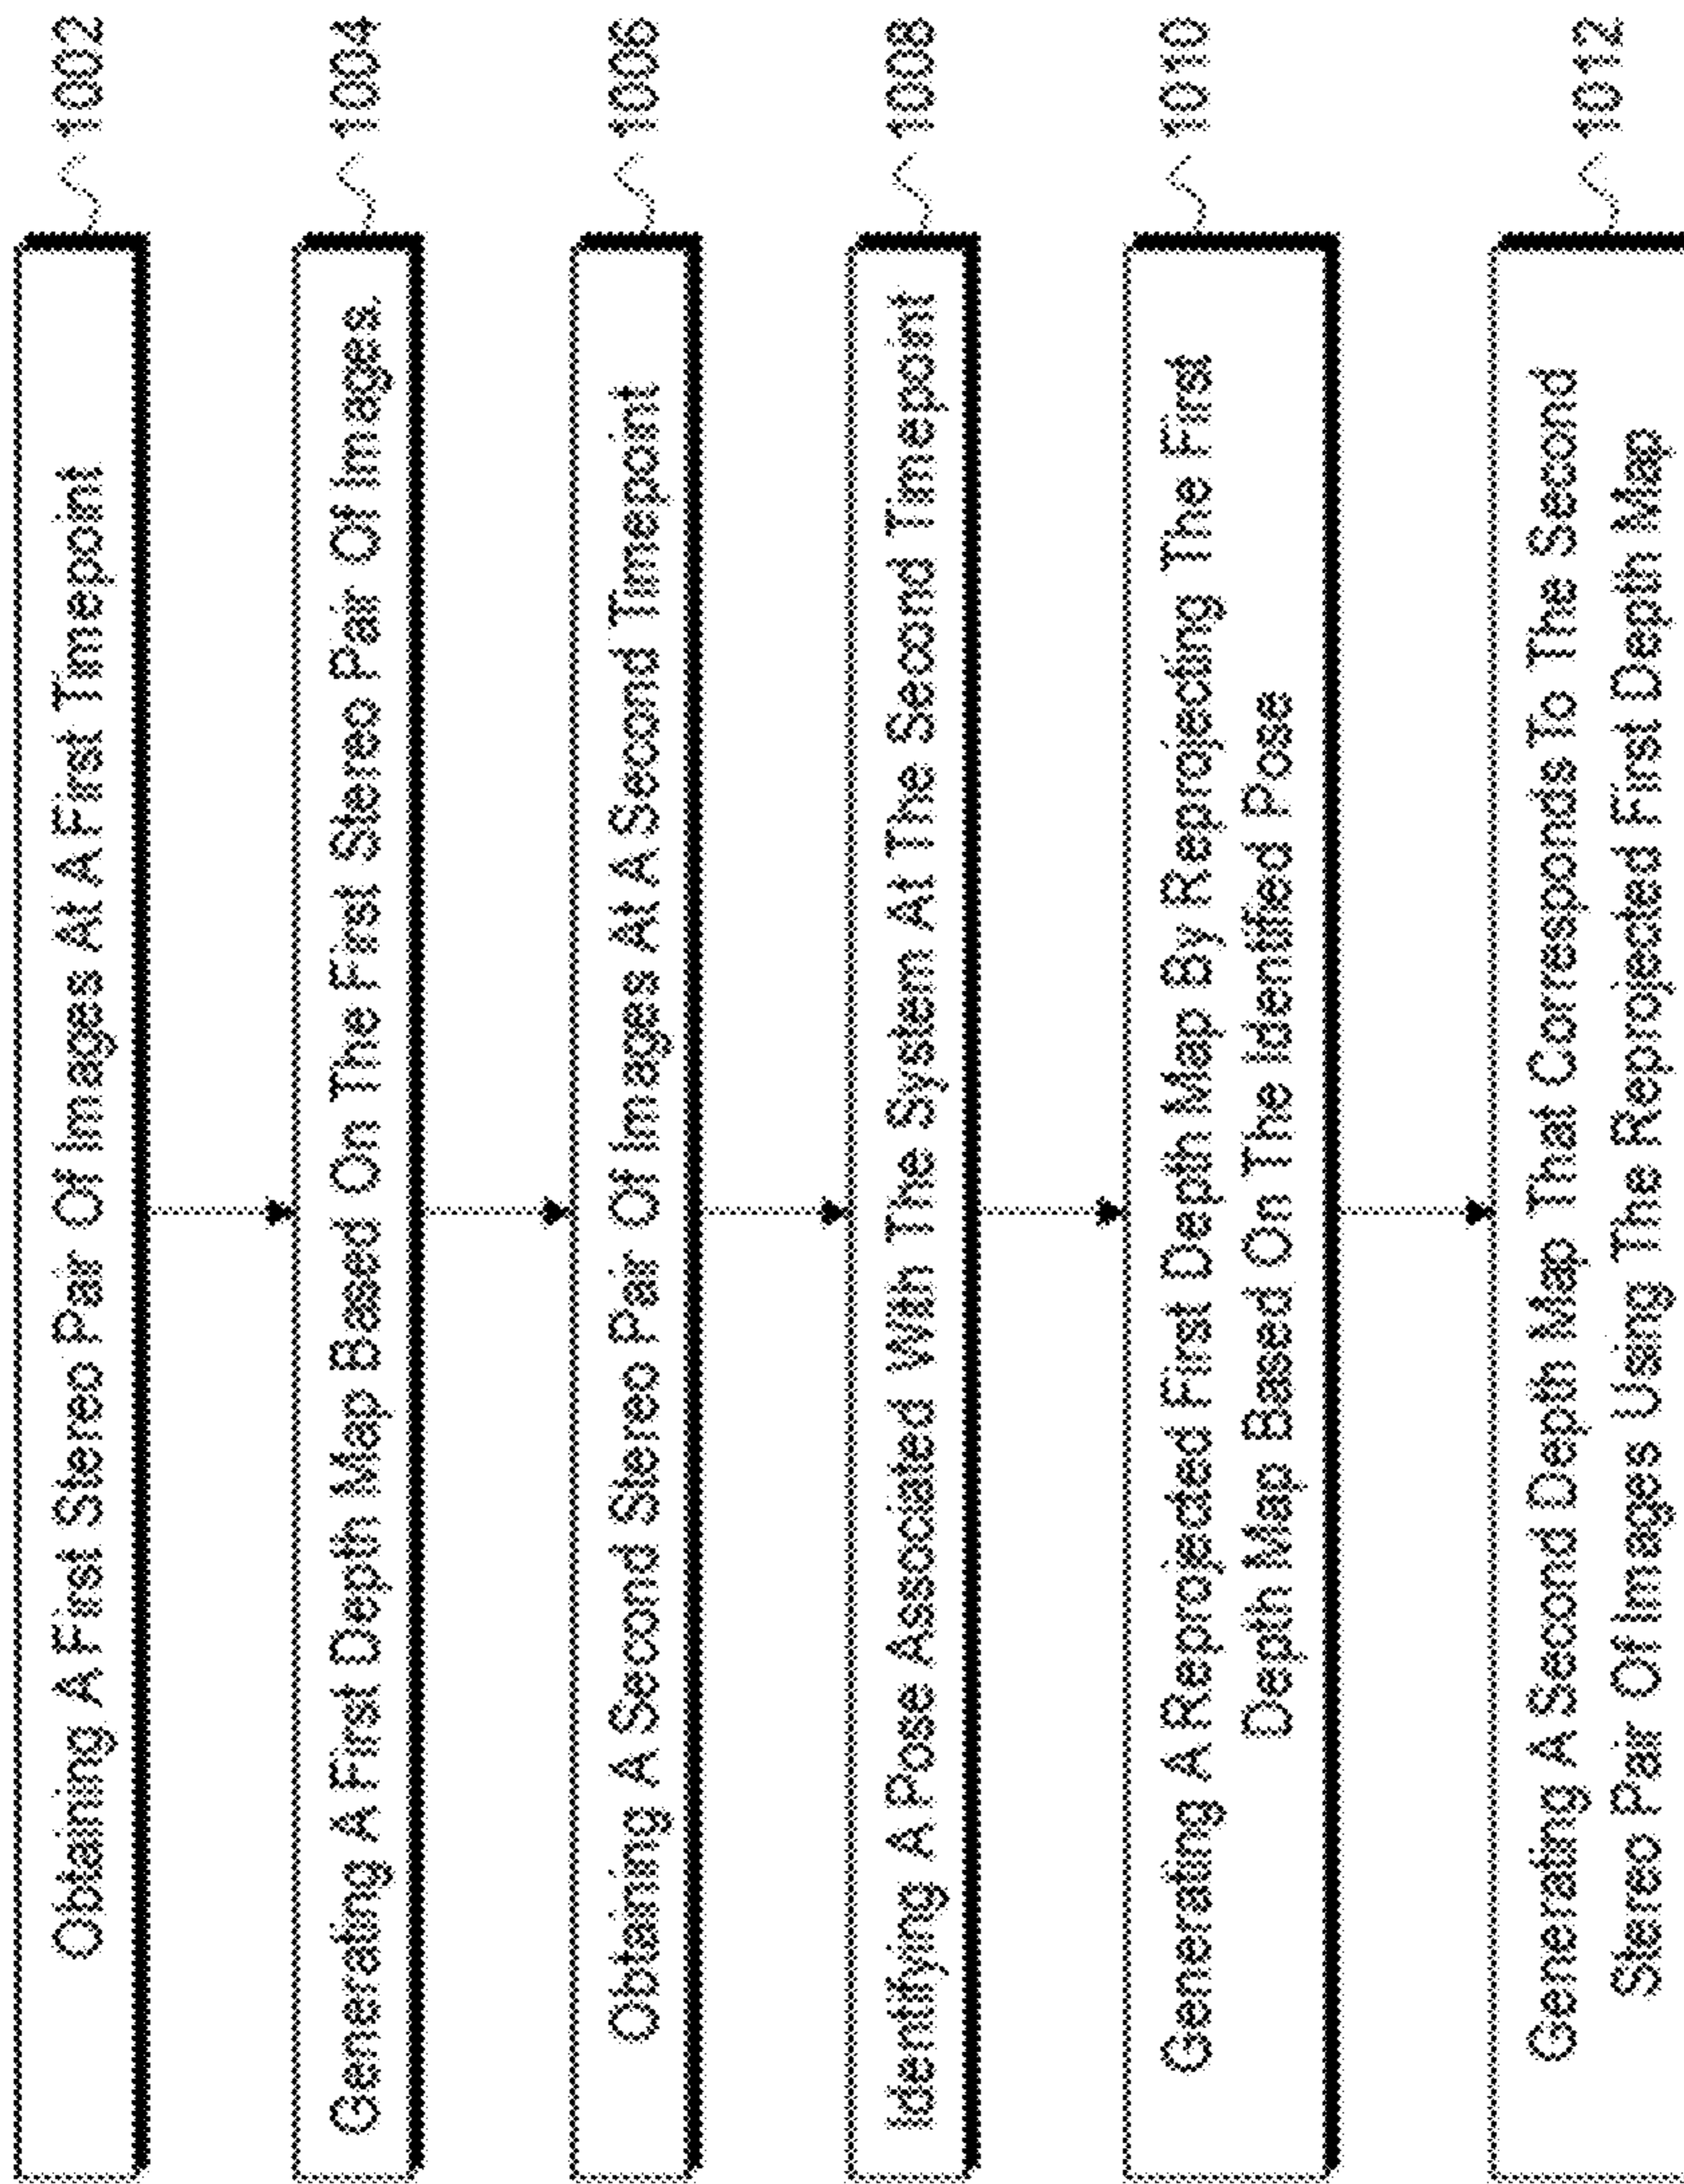 Obtaining A First Stereo Pair Of Images At A First Timepoint
1002
Generating A First Depth Map Based On The First Stereo Pair Of Images.
1004
Obtaining A Second Stereo Pair Of Images At A Second Timepoint
1006
Identifying A Pose Associated With The System At The Second Timepoint
1008
Generating A Reprojected First Depth Map By Reprojecting The First
Depth Map Based On The Identified Pose
1010
Generating A Second Depth Map That Corresponds To The Second
Stereo Pair Of Images Using The Reprojected First Depth Map
1012